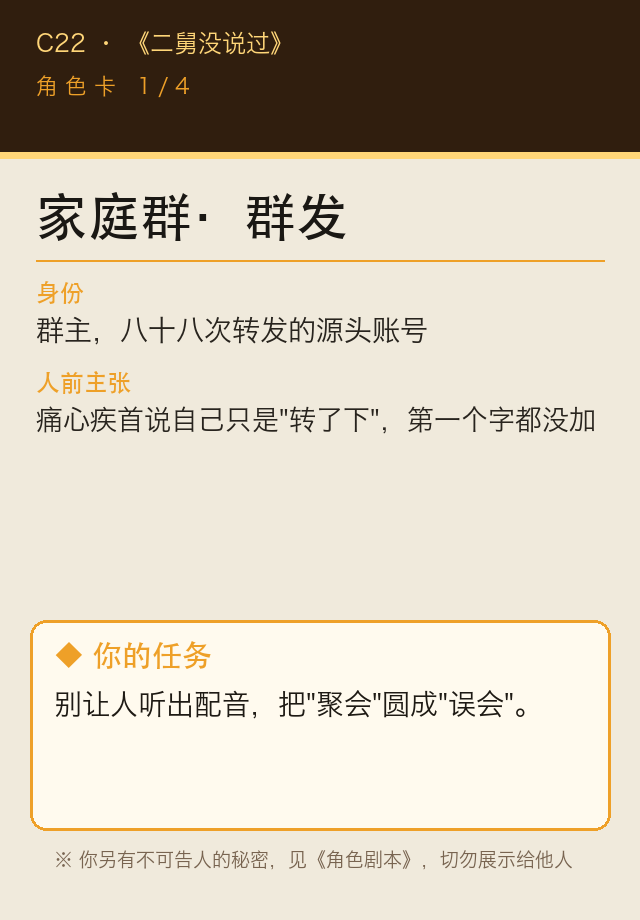 C22 · 《二舅没说过》
角色卡 1/4
家庭群· 群发
身份
群主，八十八次转发的源头账号
人前主张
痛心疾首说自己只是"转了下"，第一个字都没加
◆ 你的任务
别让人听出配音，把"聚会"圆成"误会"。
※ 你另有不可告人的秘密，见《角色剧本》，切勿展示给他人